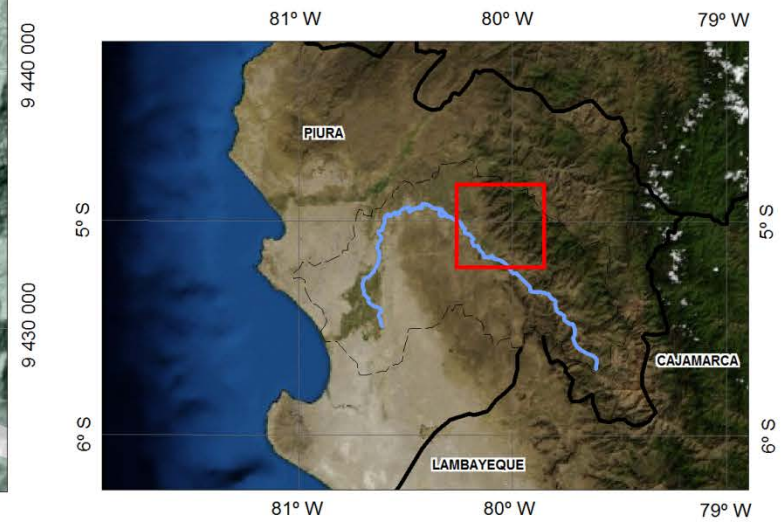 81° W 80° W 79° W
9 440 000
PIURA
5° S 5° S
9 430 000
CAJAMARCA
6° S 6° S
LAMBAYEQUE
81° W 80° W 79° W